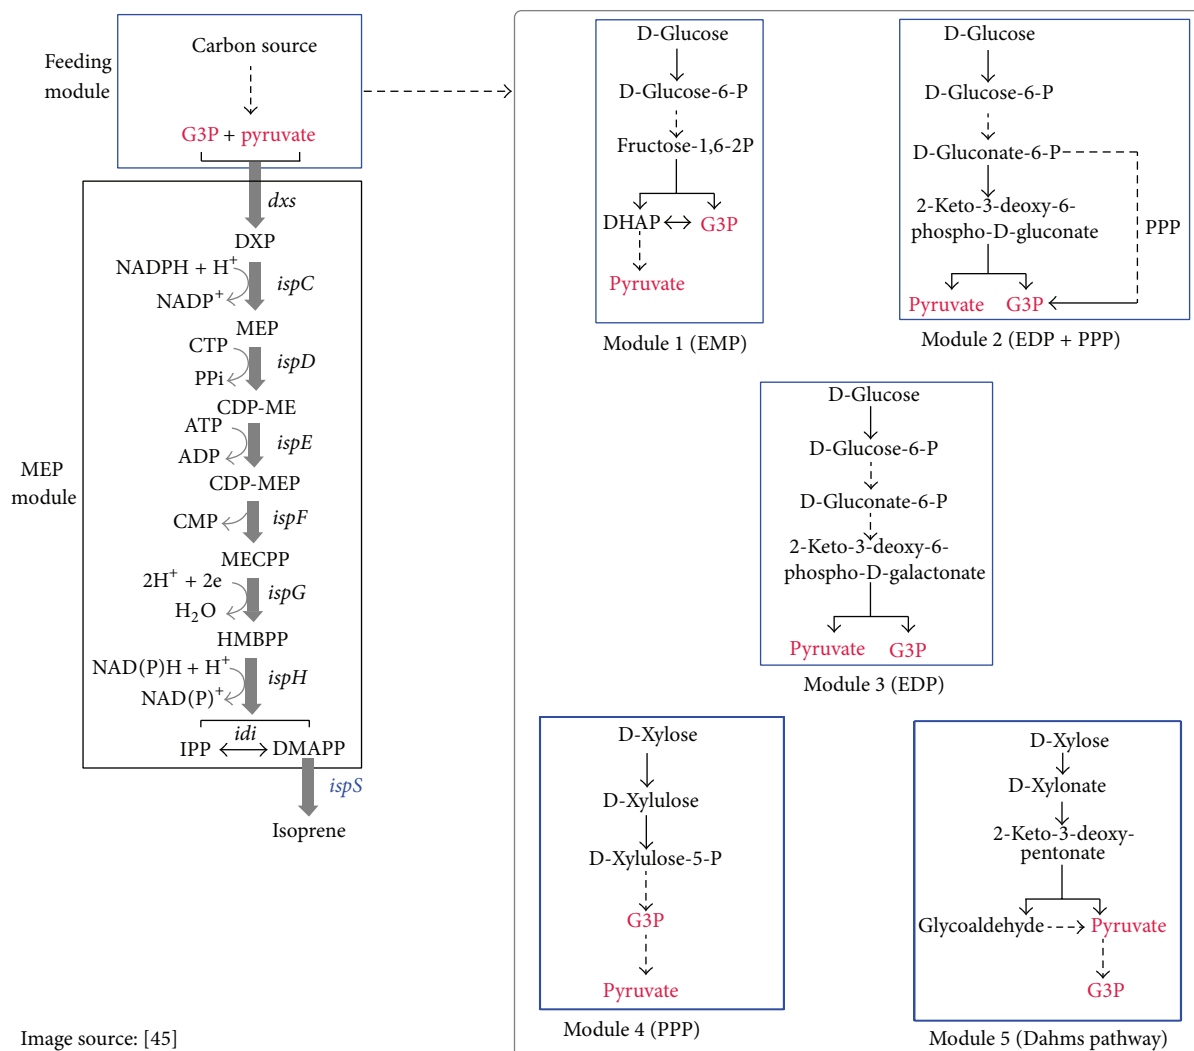 Feeding
module
Carbon source
G3P + pyruvate
dxs
DXP
NADPH + H+
ispC
NADP+
MEP
CTP
ispD
PPi
CDP-ME
ATP
ispE
ADP
CDP-MEP
CMP
ispF
MECPP
2H+ + 2e
ispG
H2O
HMBPP
NAD(P)H + H+
ispH
NAD(P)+
idi
IPP
DMAPP
MEP
module
ispS
Isoprene
D-Glucose
D-Glucose-6-P
Fructose-1,6-2P
DHAP
G3P
Pyruvate
Module 1 (EMP)
D-Glucose
D-Glucose-6-P
D-Gluconate-6-P
2-Keto-3-deoxy-6-
phospho-D-gluconate
PPP
Pyruvate
G3P
Module 2 (EDP + PPP)
D-Glucose
D-Glucose-6-P
D-Gluconate-6-P
2-Keto-3-deoxy-6-
phospho-D-galactonate
Pyruvate
G3P
Module 3 (EDP)
D-Xylose
D-Xylulose
D-Xylulose-5-P
G3P
Pyruvate
Module 4 (PPP)
D-Xylose
D-Xylonate
2-Keto-3-deoxy-
pentonate
Glycoaldehyde
Pyruvate
G3P
Module 5 (Dahms pathway)
Image source: [45]